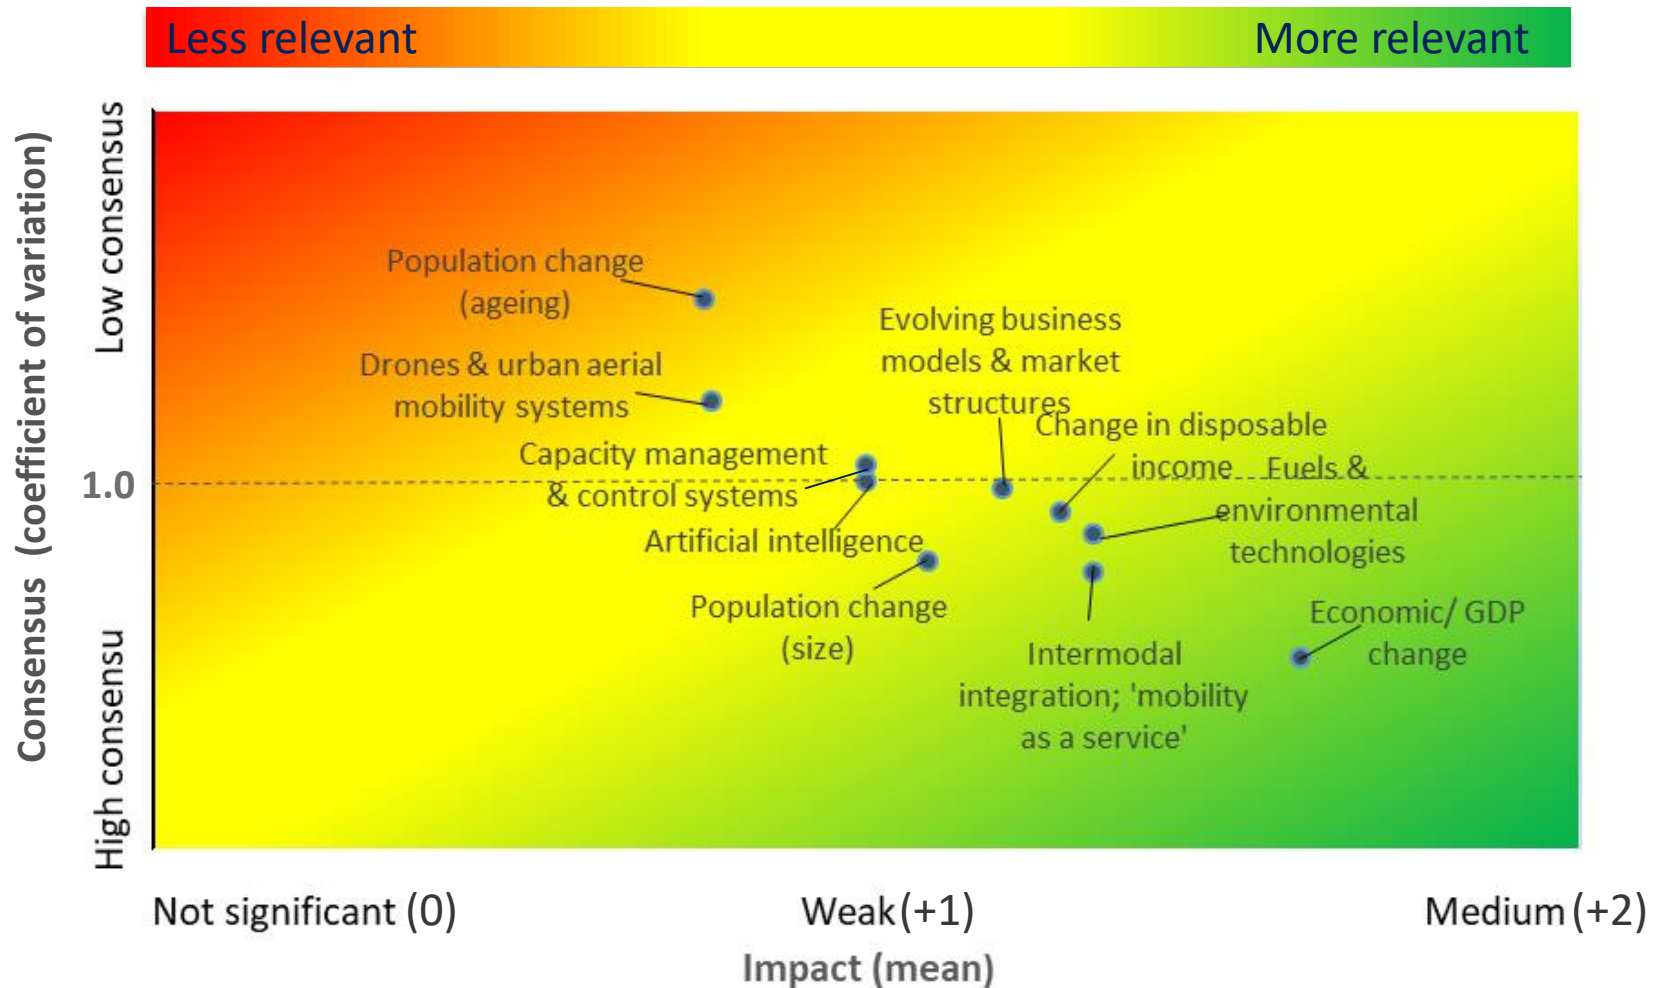 Less relevant
More relevant
Consensus (coefficient of variation)
Low consensus
High consensu
1.0
Population change
(ageing)
Drones & urban aerial
mobility systems
Evolving business
models & market
structures
Change in disposable
income
Capacity management
& control systems
Fuels &
environmental
technologies
Artificial intelligence
Population change
(size)
Intermodal
integration; 'mobility
as a service'
Economic/ GDP
change
Not significant (0)
Weak (+1)
Medium (+2)
Impact (mean)